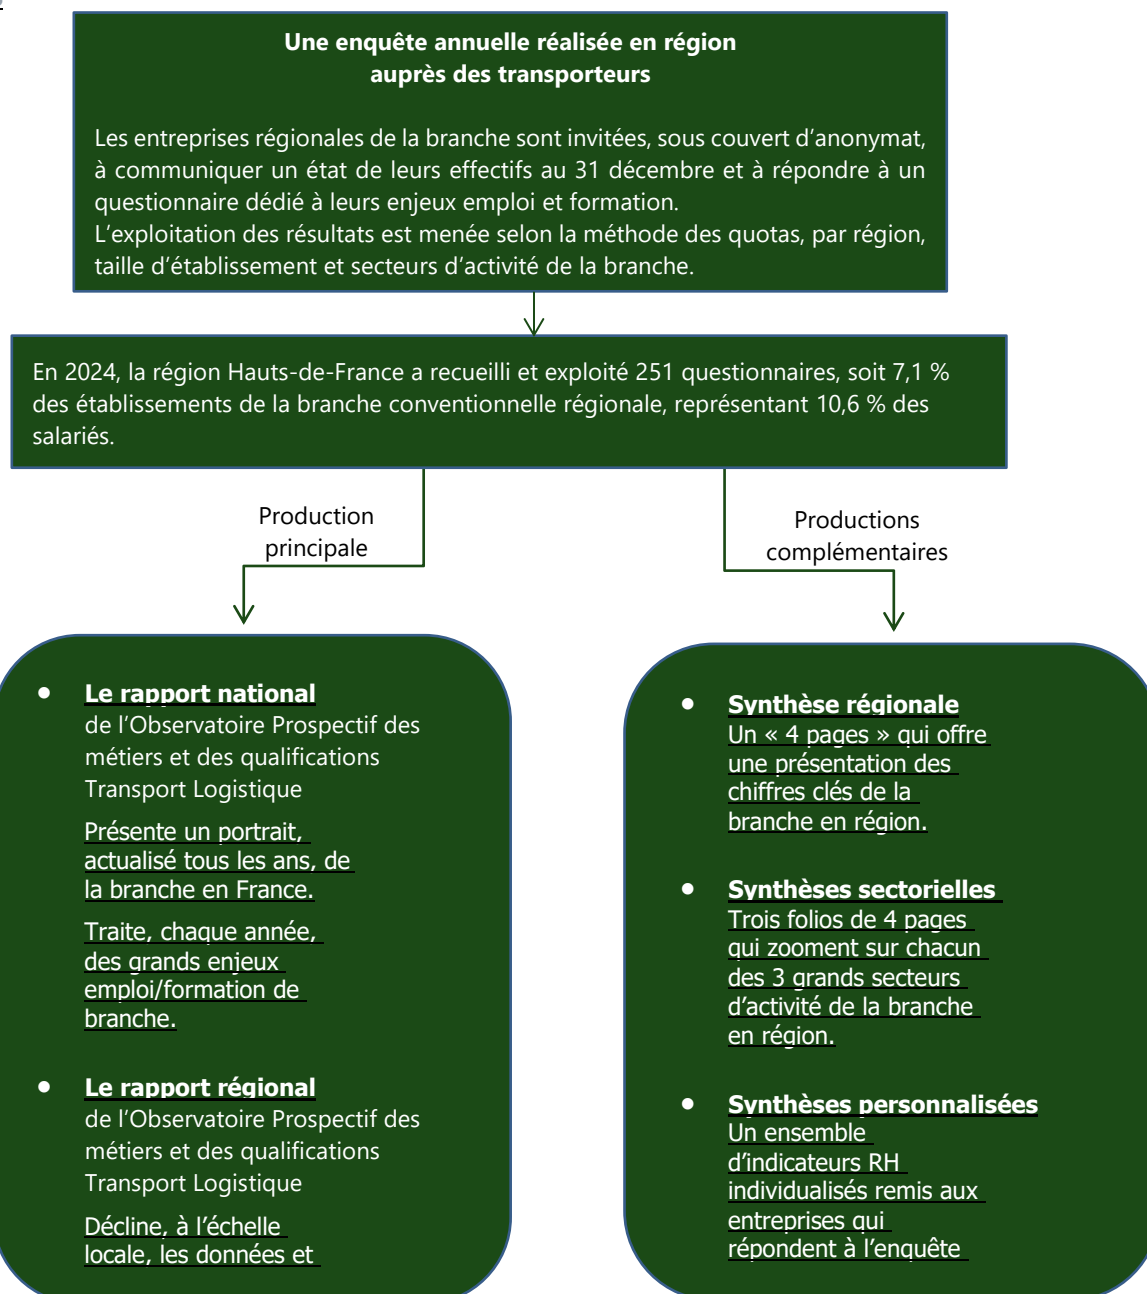 Une enquête annuelle réalisée en région
auprès des transporteurs
Les entreprises régionales de la branche sont invitées, sous couvert d’anonymat,
à communiquer un état de leurs effectifs au 31 décembre et à répondre à un
questionnaire dédié à leurs enjeux emploi et formation.
L’exploitation des résultats est menée selon la méthode des quotas, par région,
taille d’établissement et secteurs d’activité de la branche.
En 2024, la région Hauts-de-France a recueilli et exploité 251 questionnaires, soit 7,1 %
des établissements de la branche conventionnelle régionale, représentant 10,6 % des
salariés.
Production
principale
Productions
complémentaires
• Le rapport national
de l’Observatoire Prospectif des
métiers et des qualifications
Transport Logistique
Présente un portrait,
actualisé tous les ans, de
la branche en France.
Traite, chaque année,
des grands enjeux
emploi/formation de
branche.
• Le rapport régional
de l’Observatoire Prospectif des
métiers et des qualifications
Transport Logistique
Décline, à l’échelle
locale, les données et
• Synthèse régionale
Un « 4 pages » qui offre
une présentation des
chiffres clés de la
branche en région.
• Synthèses sectorielles
Trois folios de 4 pages
qui zooment sur chacun
des 3 grands secteurs
d’activité de la branche
en région.
• Synthèses personnalisées
Un ensemble
d’indicateurs RH
individualisés remis aux
entreprises qui
répondent à l’enquête